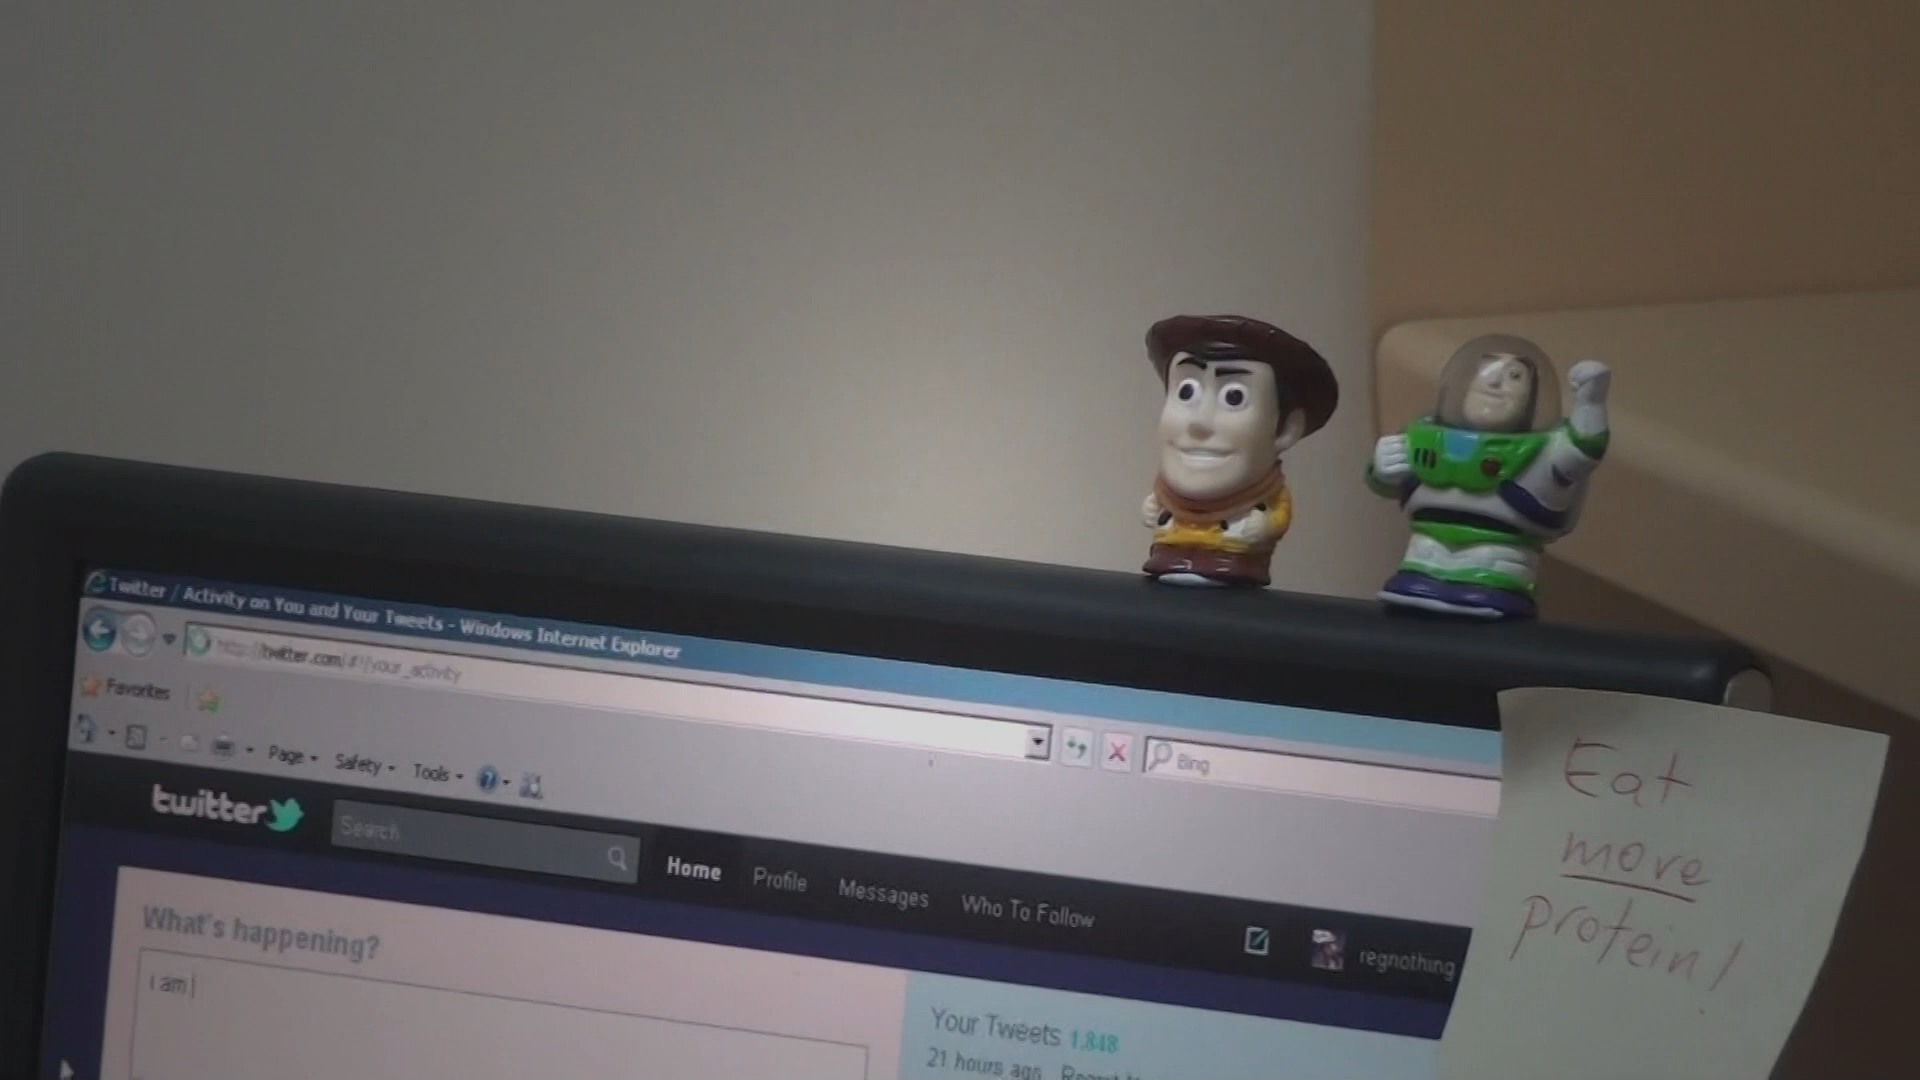 Twitter / Activity on You and Your Tweets - Windows Internet Explorer
http://twitter.com/#!/your_activity
Bing
Favorites
Page
Safety
Tools
twitter
Search
Home
Profile
Messages
Who To Follow
regnothing
What's happening?
i am
Your Tweets 1,848
21 hours ago
Eat
more
protein!